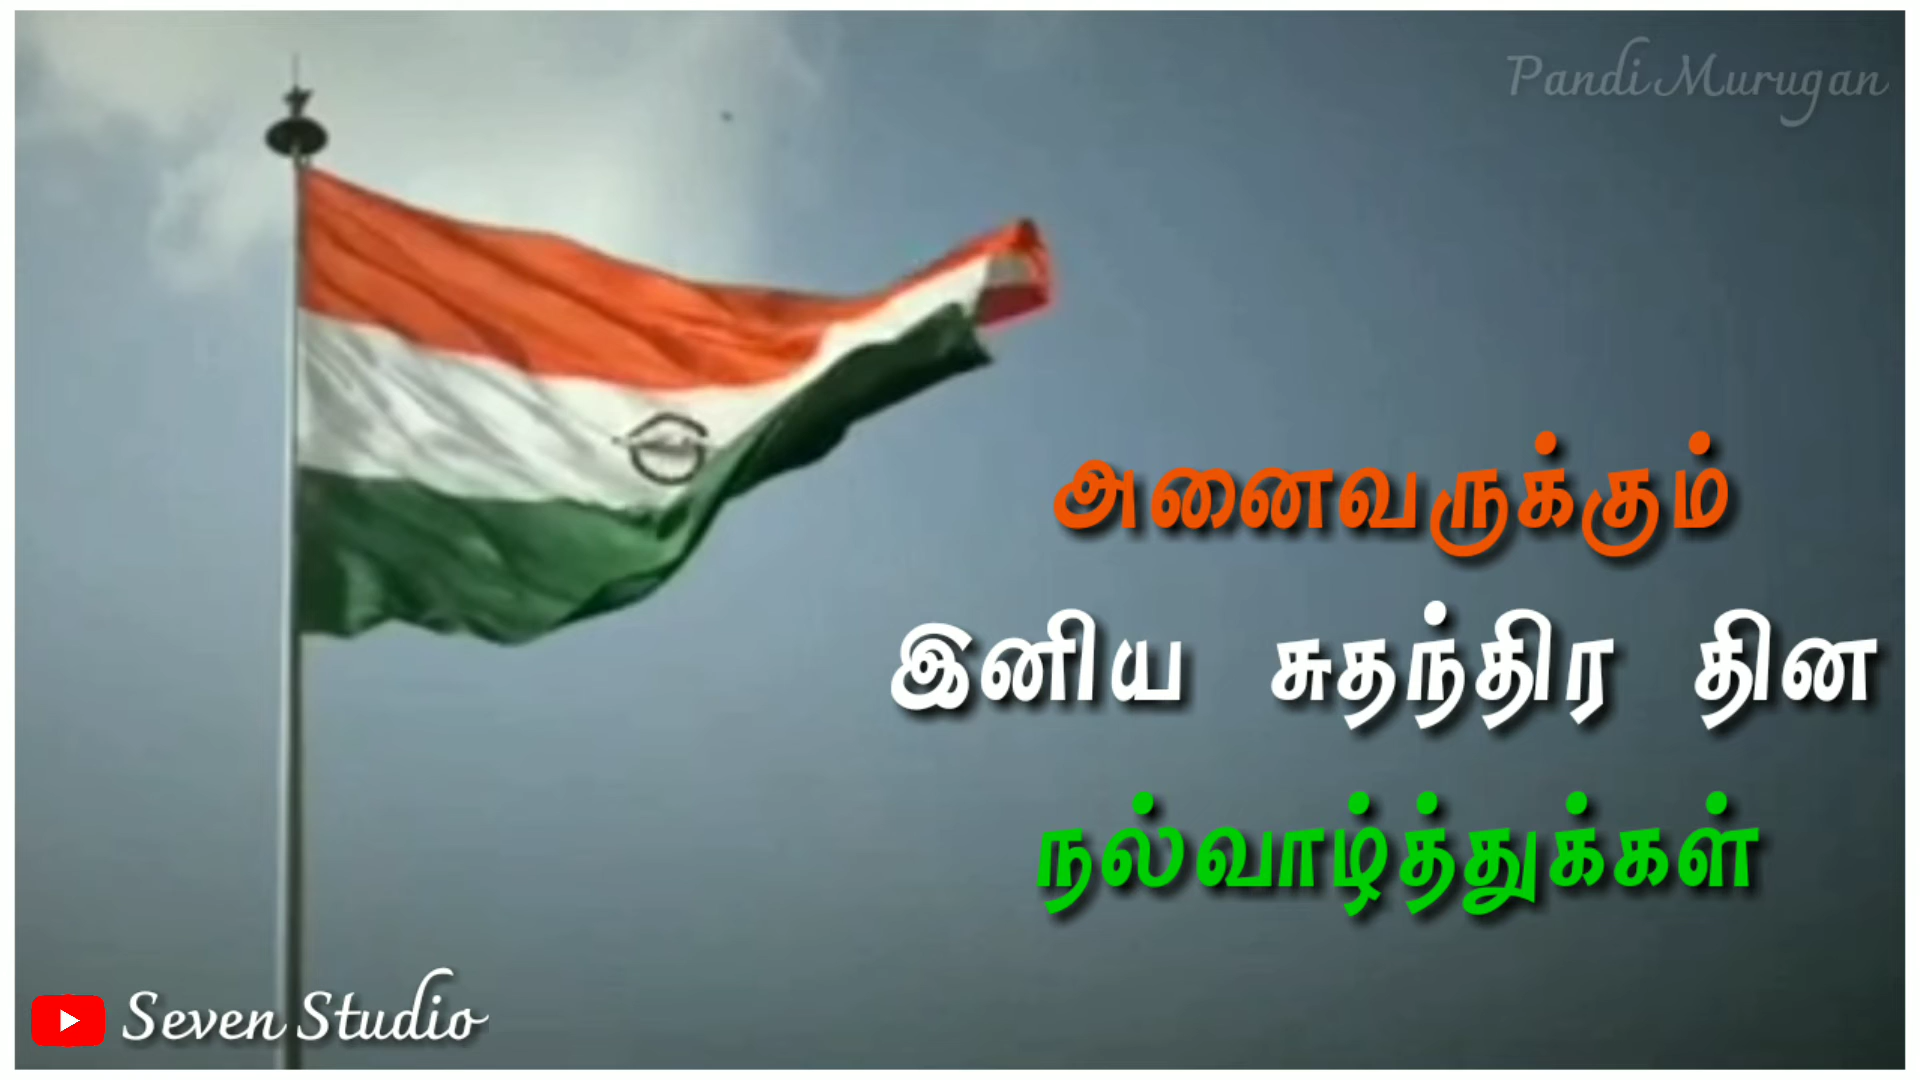 Pandi Murugan
அனைவருக்கும்
இனிய சுதந்திர தின
நல்வாழ்த்துக்கள்
Seven Studio